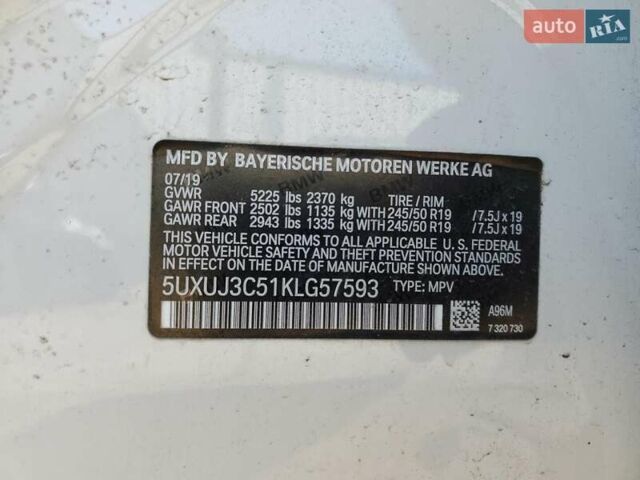 AUTO RIA .com
MFD BY BAYERISCHE MOTOREN WERKE AG
07/19
GVWR 5225 lbs 2370 kg TIRE / RIM
GAWR FRONT 2502 lbs 1135 kg WITH 245/50 R19 /7.5J x 19
GAWR REAR 2943 lbs 1335 kg WITH 245/50 R19 /7.5J x 19
THIS VEHICLE CONFORMS TO ALL APPLICABLE U. S. FEDERAL
MOTOR VEHICLE SAFETY AND THEFT PREVENTION STANDARDS
IN EFFECT ON THE DATE OF MANUFACTURE SHOWN ABOVE.
5UXUJ3C51KLG57593 TYPE: MPV
A96M
7 320 730